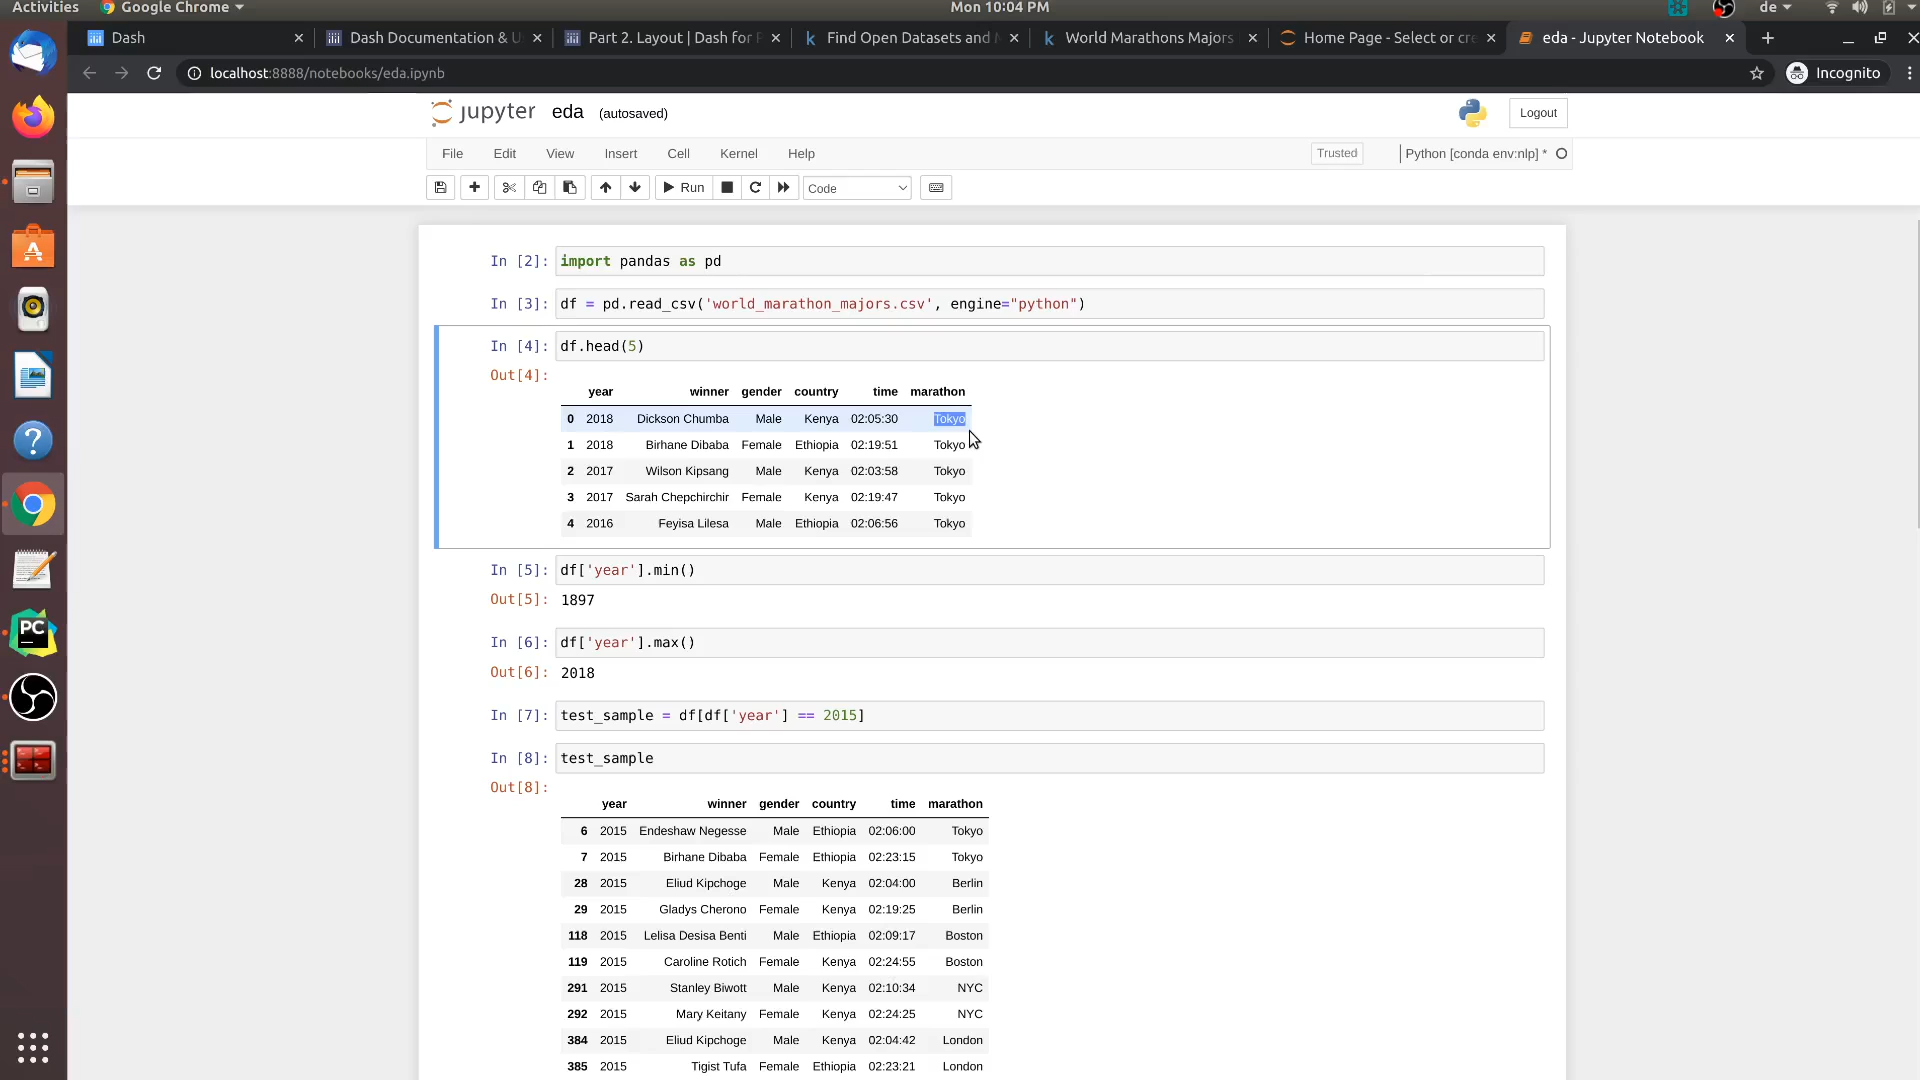 Activities Google Chrome Mon 10:04 PM de
Dash Dash Documentation & U Part 2. Layout | Dash for P Find Open Datasets and M World Marathons Majors Home Page - Select or cre eda - Jupyter Notebook
localhost:8888/notebooks/eda.ipynb Incognito
jupyter eda (autosaved) Logout
File Edit View Insert Cell Kernel Help Trusted Python [conda env:nlp] *
Run Code
In [2]: import pandas as pd
In [3]: df = pd.read_csv('world_marathon_majors.csv', engine="python")
In [4]: df.head(5)
Out[4]:
year winner gender country time marathon
0 2018 Dickson Chumba Male Kenya 02:05:30 Tokyo
1 2018 Birhane Dibaba Female Ethiopia 02:19:51 Tokyo
2 2017 Wilson Kipsang Male Kenya 02:03:58 Tokyo
3 2017 Sarah Chepchirchir Female Kenya 02:19:47 Tokyo
4 2016 Feyisa Lilesa Male Ethiopia 02:06:56 Tokyo
In [5]: df['year'].min()
Out[5]: 1897
In [6]: df['year'].max()
Out[6]: 2018
In [7]: test_sample = df[df['year'] == 2015]
In [8]: test_sample
Out[8]:
year winner gender country time marathon
6 2015 Endeshaw Negesse Male Ethiopia 02:06:00 Tokyo
7 2015 Birhane Dibaba Female Ethiopia 02:23:15 Tokyo
28 2015 Eliud Kipchoge Male Kenya 02:04:00 Berlin
29 2015 Gladys Cherono Female Kenya 02:19:25 Berlin
118 2015 Lelisa Desisa Benti Male Ethiopia 02:09:17 Boston
119 2015 Caroline Rotich Female Kenya 02:24:55 Boston
291 2015 Stanley Biwott Male Kenya 02:10:34 NYC
292 2015 Mary Keitany Female Kenya 02:24:25 NYC
384 2015 Eliud Kipchoge Male Kenya 02:04:42 London
385 2015 Tigist Tufa Female Ethiopia 02:23:21 London
PC